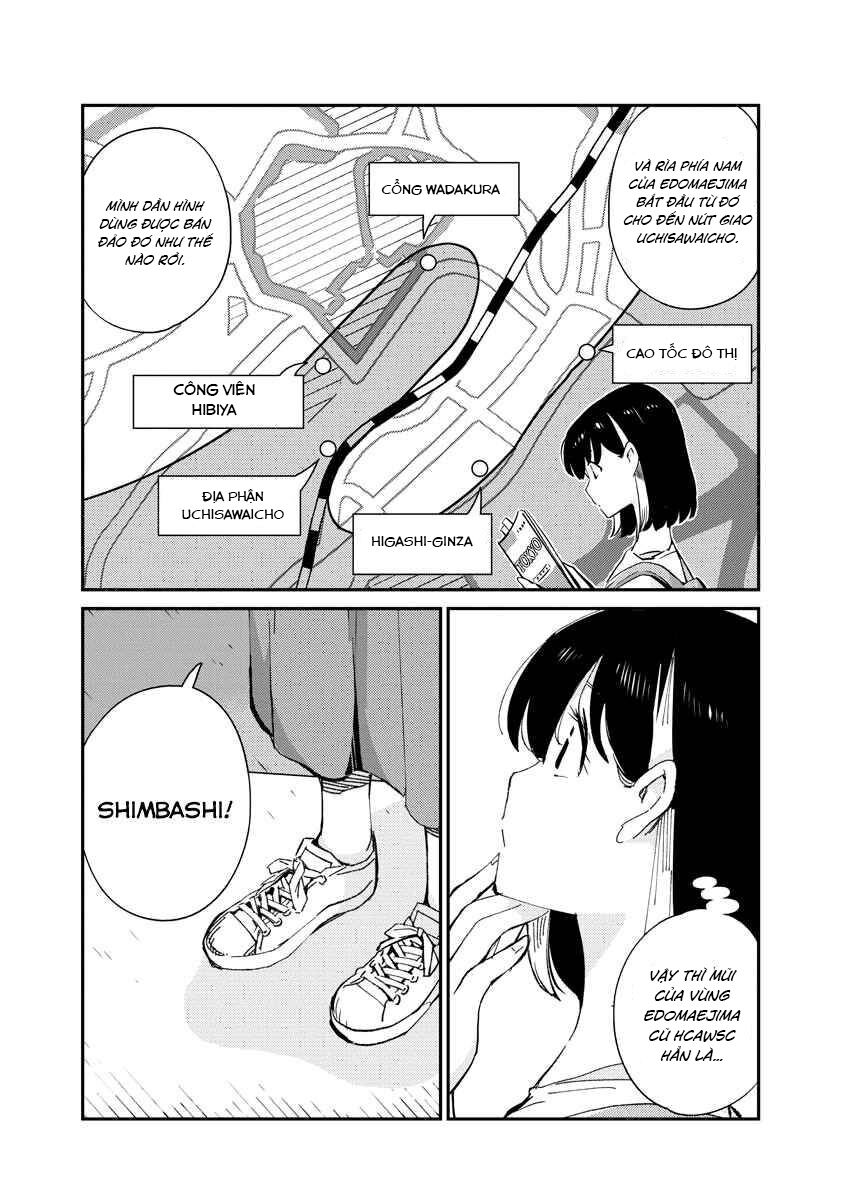 VÀ RÌA PHÍA NAM
CỦA EDOMAEJIMA
BẮT ĐẦU TỪ ĐÓ
CHO ĐẾN NÚT GIAO
UCHISAWAICHO.
CỔNG WADAKURA
MÌNH DẦN HÌNH
DÙNG ĐƯỢC BÁN
ĐẢO ĐÓ NHƯ THẾ
NÀO RỒI.
CAO TỐC ĐÔ THỊ
CÔNG VIÊN
HIBIYA
ĐỊA PHẬN
UCHISAWAICHO
HIGASHI-GINZA
TOKYO
VẬY THÌ MŨI
CỦA VÙNG
EDOMAEJIMA
CŨ HCAWSC
HẲN LÀ...
SHIMBASHI!